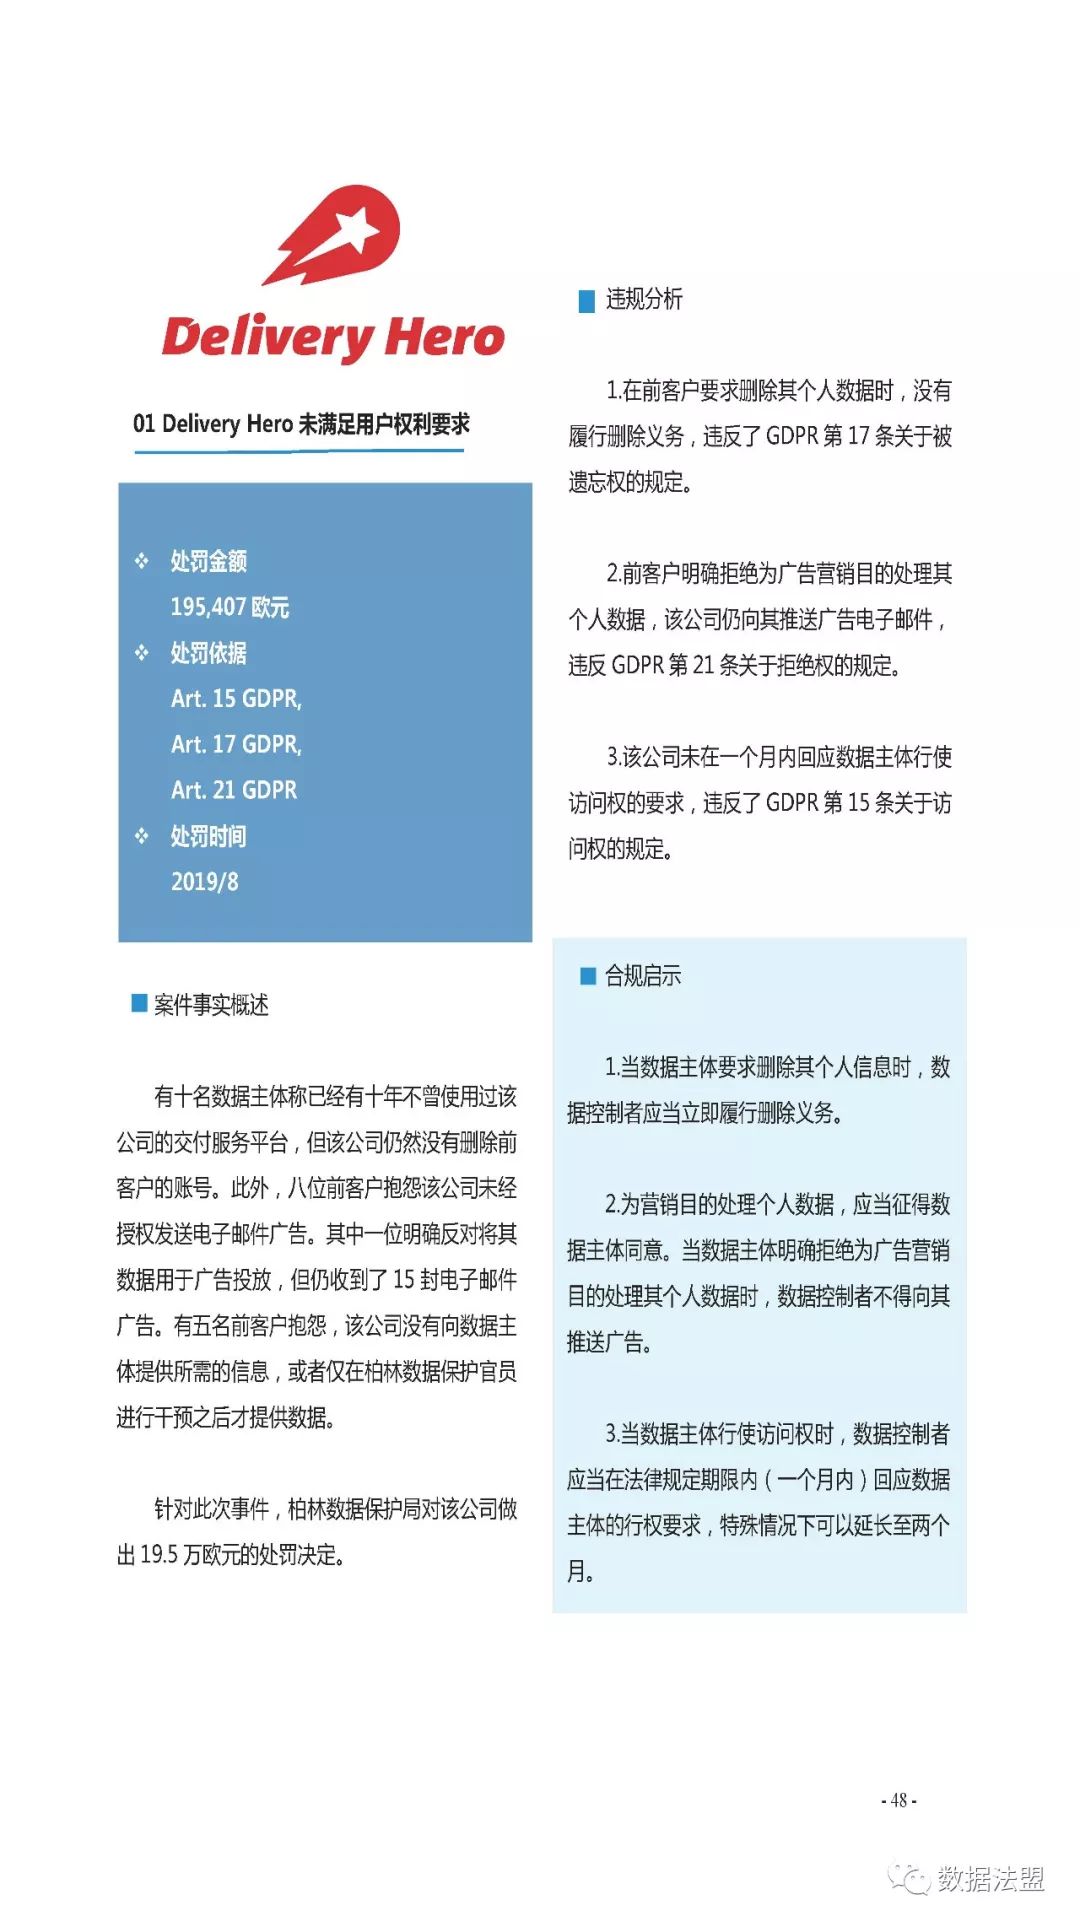 Delivery Hero
01 Delivery Hero 未满足用户权利要求
❖ 处罚金额
195,407 欧元
❖ 处罚依据
Art. 15 GDPR,
Art. 17 GDPR,
Art. 21 GDPR
❖ 处罚时间
2019/8
■ 案件事实概述
有十名数据主体称已经有十年不曾使用过该
公司的交付服务平台，但该公司仍然没有删除前
客户的账号。此外，八位前客户抱怨该公司未经
授权发送电子邮件广告。其中一位明确反对将其
数据用于广告投放，但仍收到了 15 封电子邮件
广告。有五名前客户抱怨，该公司没有向数据主
体提供所需的信息，或者仅在柏林数据保护官员
进行干预之后才提供数据。
针对此次事件，柏林数据保护局对该公司做
出 19.5 万欧元的处罚决定。
■ 违规分析
1.在前客户要求删除其个人数据时，没有
履行删除义务，违反了 GDPR 第 17 条关于被
遗忘权的规定。
2.前客户明确拒绝为广告营销目的处理其
个人数据，该公司仍向其推送广告电子邮件，
违反 GDPR 第 21 条关于拒绝权的规定。
3.该公司未在一个月内回应数据主体行使
访问权的要求，违反了 GDPR 第 15 条关于访
问权的规定。
■ 合规启示
1.当数据主体要求删除其个人信息时，数
据控制者应当立即履行删除义务。
2.为营销目的处理个人数据，应当征得数
据主体同意。当数据主体明确拒绝为广告营销
目的处理其个人数据时，数据控制者不得向其
推送广告。
3.当数据主体行使访问权时，数据控制者
应当在法律规定期限内（一个月内）回应数据
主体的行权要求，特殊情况下可以延长至两个
月。
- 48 -
数据法盟